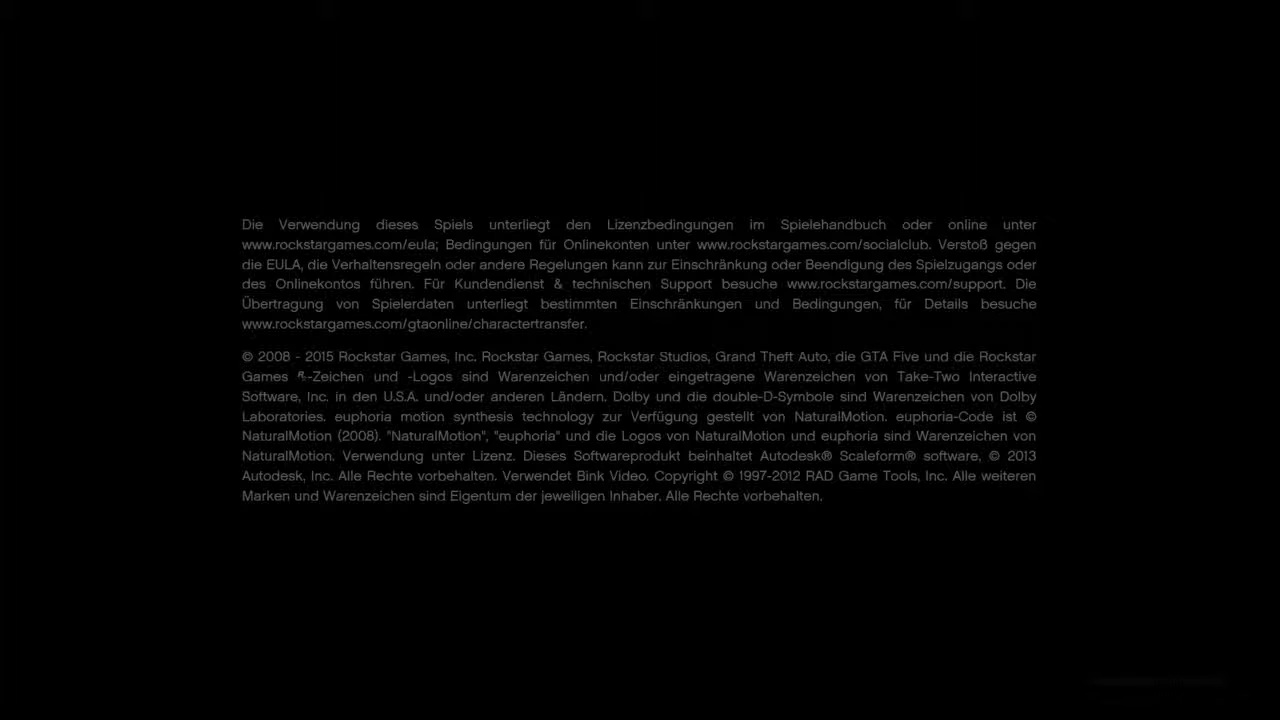 Die Verwendung dieses Spiels unterliegt den Lizenzbedingungen im Spielehandbuch oder online unter
www.rockstargames.com/eula; Bedingungen für Onlinekonten unter www.rockstargames.com/socialclub. Verstoß gegen
die EULA, die Verhaltensregeln oder andere Regelungen kann zur Einschränkung oder Beendigung des Spielzugangs oder
des Onlinekontos führen. Für Kundendienst & technischen Support besuche www.rockstargames.com/support. Die
Übertragung von Spielerdaten unterliegt bestimmten Einschränkungen und Bedingungen, für Details besuche
www.rockstargames.com/gtaonline/charactertransfer.
© 2008 - 2015 Rockstar Games, Inc. Rockstar Games, Rockstar Studios, Grand Theft Auto, die GTA Five und die Rockstar
Games R*-Zeichen und -Logos sind Warenzeichen und/oder eingetragene Warenzeichen von Take-Two Interactive
Software, Inc. in den U.S.A. und/oder anderen Ländern. Dolby und die double-D-Symbole sind Warenzeichen von Dolby
Laboratories. euphoria motion synthesis technology zur Verfügung gestellt von NaturalMotion. euphoria-Code ist ©
NaturalMotion (2008). "NaturalMotion", "euphoria" und die Logos von NaturalMotion und euphoria sind Warenzeichen von
NaturalMotion. Verwendung unter Lizenz. Dieses Softwareprodukt beinhaltet Autodesk® Scaleform® software, © 2013
Autodesk, Inc. Alle Rechte vorbehalten. Verwendet Bink Video. Copyright © 1997-2012 RAD Game Tools, Inc. Alle weiteren
Marken und Warenzeichen sind Eigentum der jeweiligen Inhaber. Alle Rechte vorbehalten.